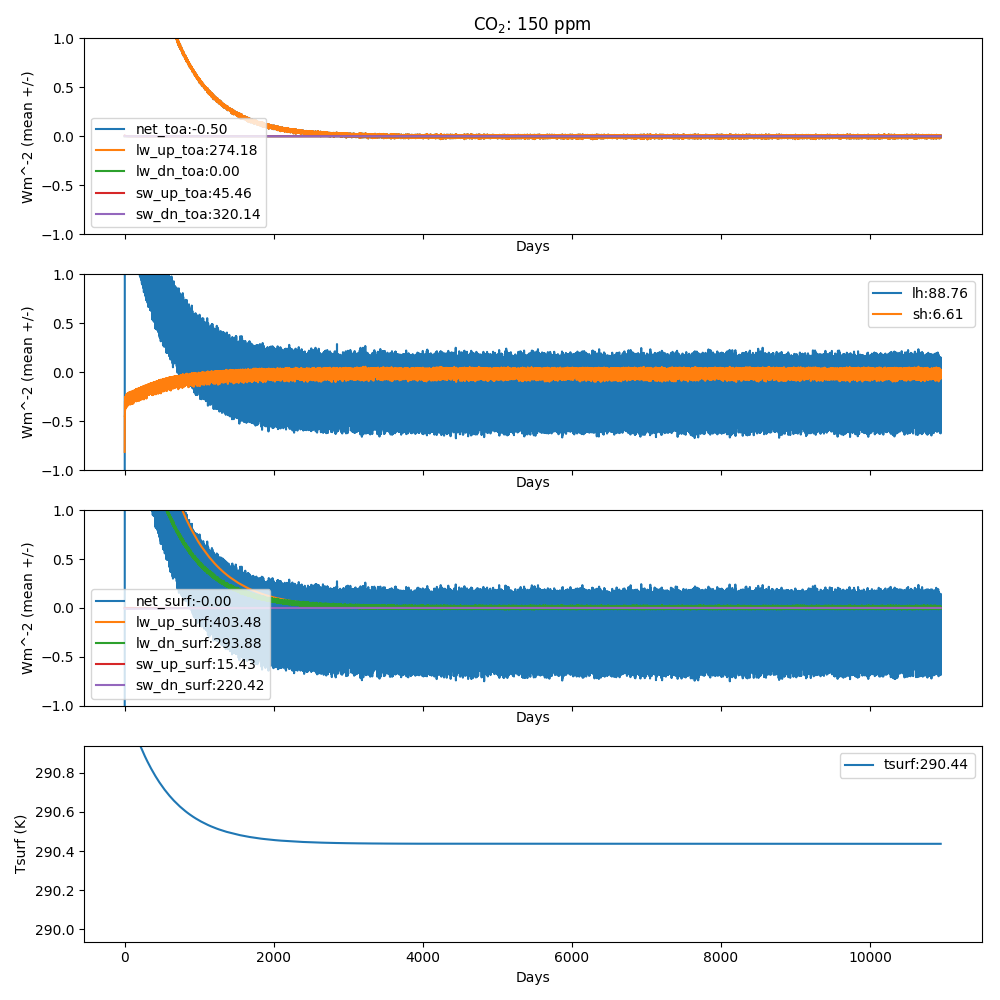 CO2: 150 ppm
Wm^-2 (mean +/-)
1.0
0.5
0.0
−0.5
−1.0
net_toa:-0.50
lw_up_toa:274.18
lw_dn_toa:0.00
sw_up_toa:45.46
sw_dn_toa:320.14
Days
Wm^-2 (mean +/-)
1.0
0.5
0.0
−0.5
−1.0
lh:88.76
sh:6.61
Days
Wm^-2 (mean +/-)
1.0
0.5
0.0
−0.5
−1.0
net_surf:-0.00
lw_up_surf:403.48
lw_dn_surf:293.88
sw_up_surf:15.43
sw_dn_surf:220.42
Days
Tsurf (K)
290.8
290.6
290.4
290.2
290.0
tsurf:290.44
0 2000 4000 6000 8000 10000
Days